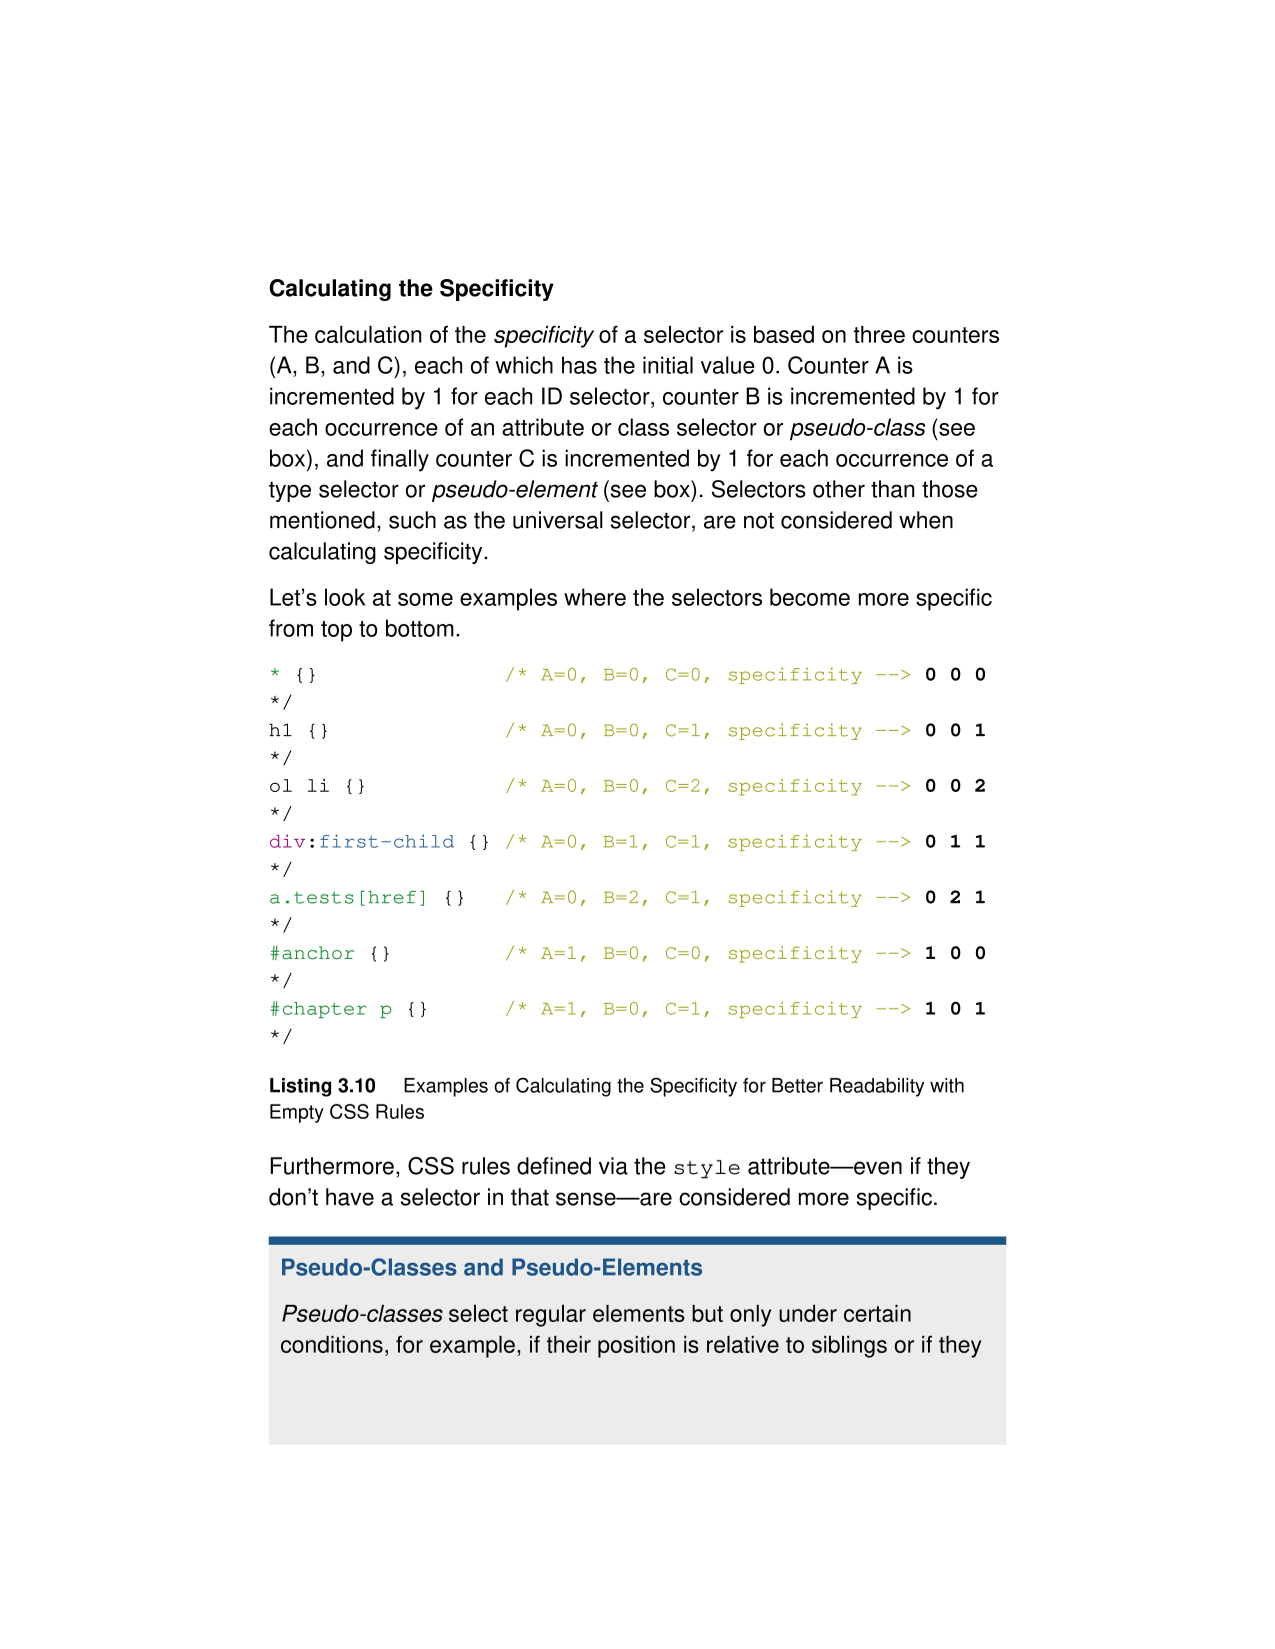 Calculating the Specificity
The calculation of the specificity of a selector is based on three counters
(A, B, and C), each of which has the initial value 0. Counter A is
incremented by 1 for each ID selector, counter B is incremented by 1 for
each occurrence of an attribute or class selector or pseudo-class (see
box), and finally counter C is incremented by 1 for each occurrence of a
type selector or pseudo-element (see box). Selectors other than those
mentioned, such as the universal selector, are not considered when
calculating specificity.
Let’s look at some examples where the selectors become more specific
from top to bottom.
* {}               /* A=0, B=0, C=0, specificity --> 0 0 0
*/
h1 {}              /* A=0, B=0, C=1, specificity --> 0 0 1
*/
ol li {}           /* A=0, B=0, C=2, specificity --> 0 0 2
*/
div:first-child {} /* A=0, B=1, C=1, specificity --> 0 1 1
*/
a.tests[href] {}   /* A=0, B=2, C=1, specificity --> 0 2 1
*/
#anchor {}         /* A=1, B=0, C=0, specificity --> 1 0 0
*/
#chapter p {}      /* A=1, B=0, C=1, specificity --> 1 0 1
*/
Listing 3.10 Examples of Calculating the Specificity for Better Readability with
Empty CSS Rules
Furthermore, CSS rules defined via the style attribute—even if they
don’t have a selector in that sense—are considered more specific.
Pseudo-Classes and Pseudo-Elements
Pseudo-classes select regular elements but only under certain
conditions, for example, if their position is relative to siblings or if they